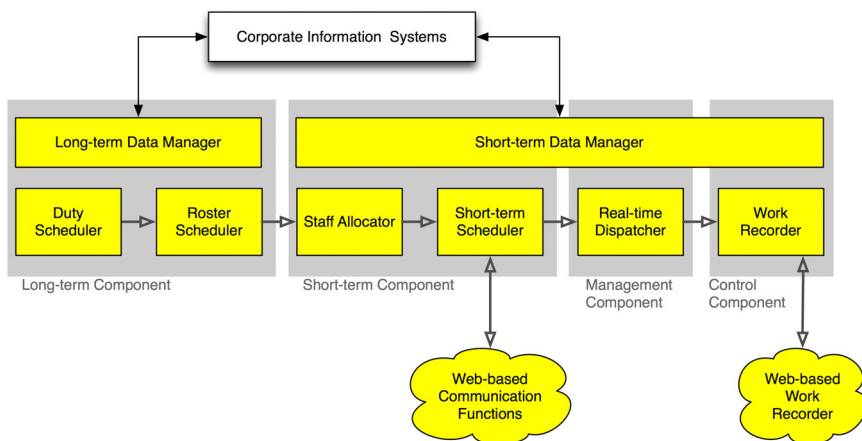 Corporate Information Systems
Long-term Data Manager
Short-term Data Manager
Duty
Scheduler
Roster
Scheduler
Staff Allocator
Short-term
Scheduler
Real-time
Dispatcher
Work
Recorder
Long-term Component
Short-term Component
Management
Component
Control
Component
Web-based
Communication
Functions
Web-based
Work
Recorder